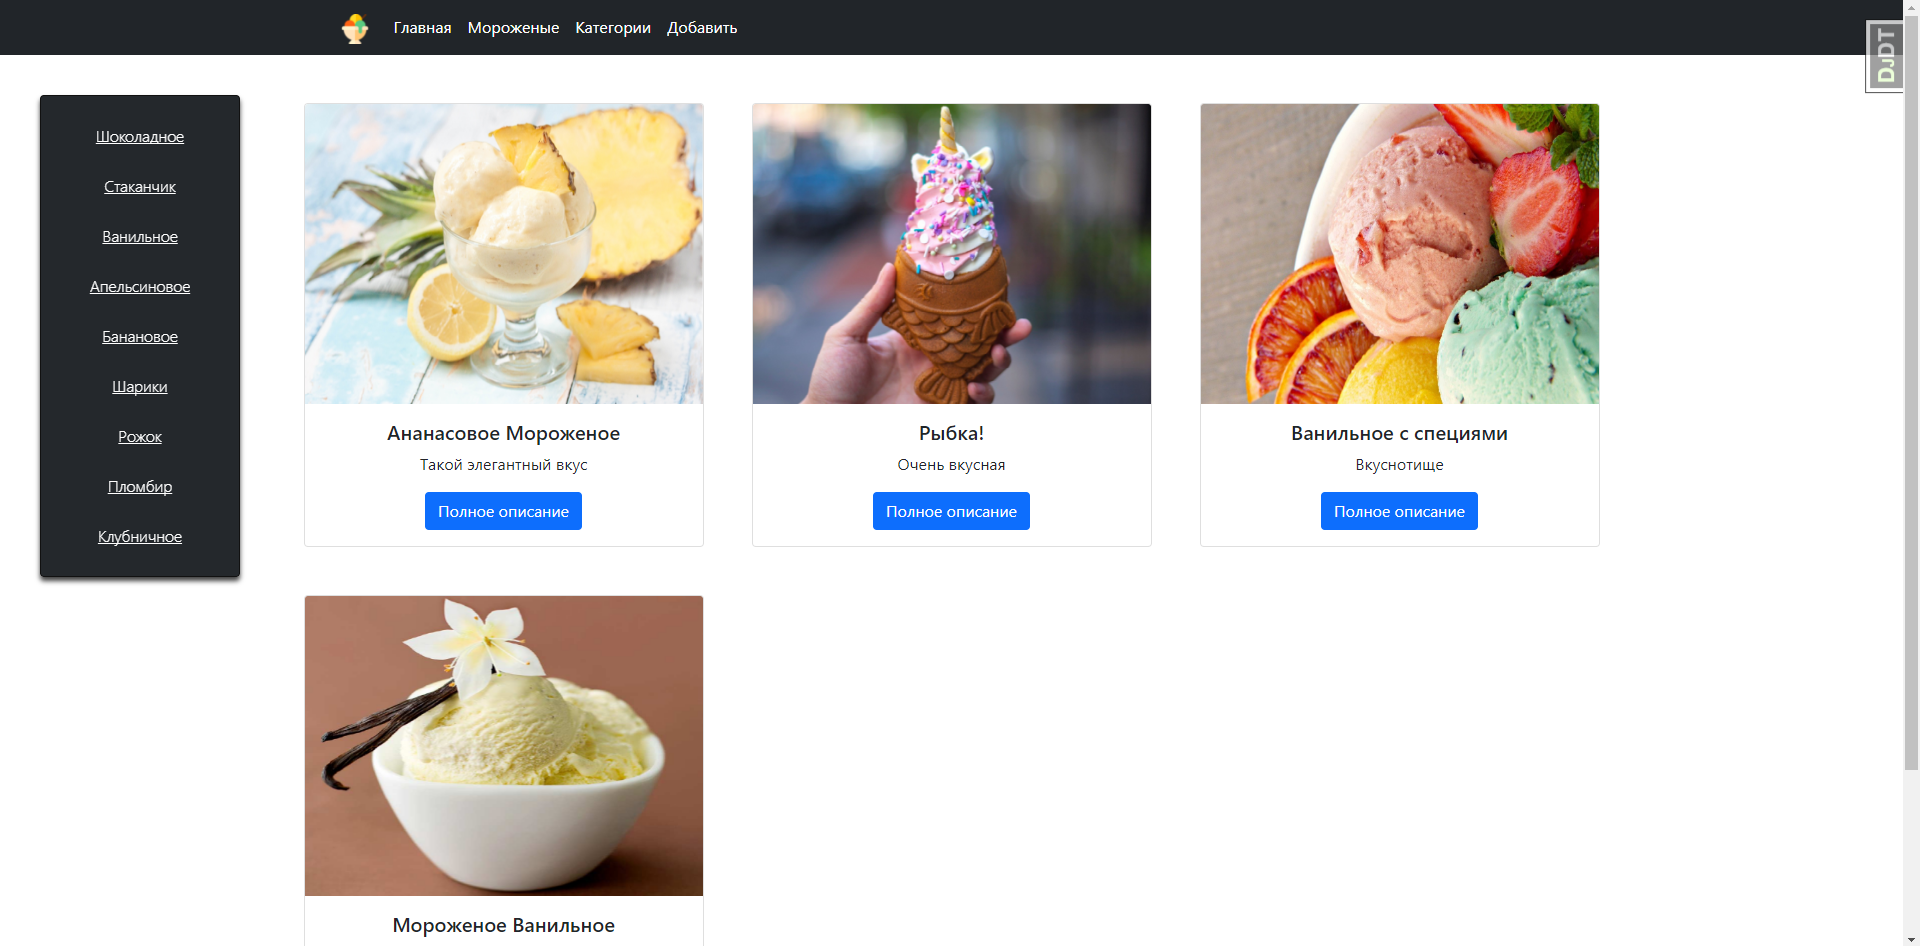 Главная Мороженые Категории Добавить
DJDT
Шоколадное
Стаканчик
Ванильное
Апельсиновое
Банановое
Шарики
Рожок
Пломбир
Клубничное
Ананасовое Мороженое
Такой элегантный вкус
Полное описание
Рыбка!
Очень вкусная
Полное описание
Ванильное с специями
Вкуснотище
Полное описание
Мороженое Ванильное